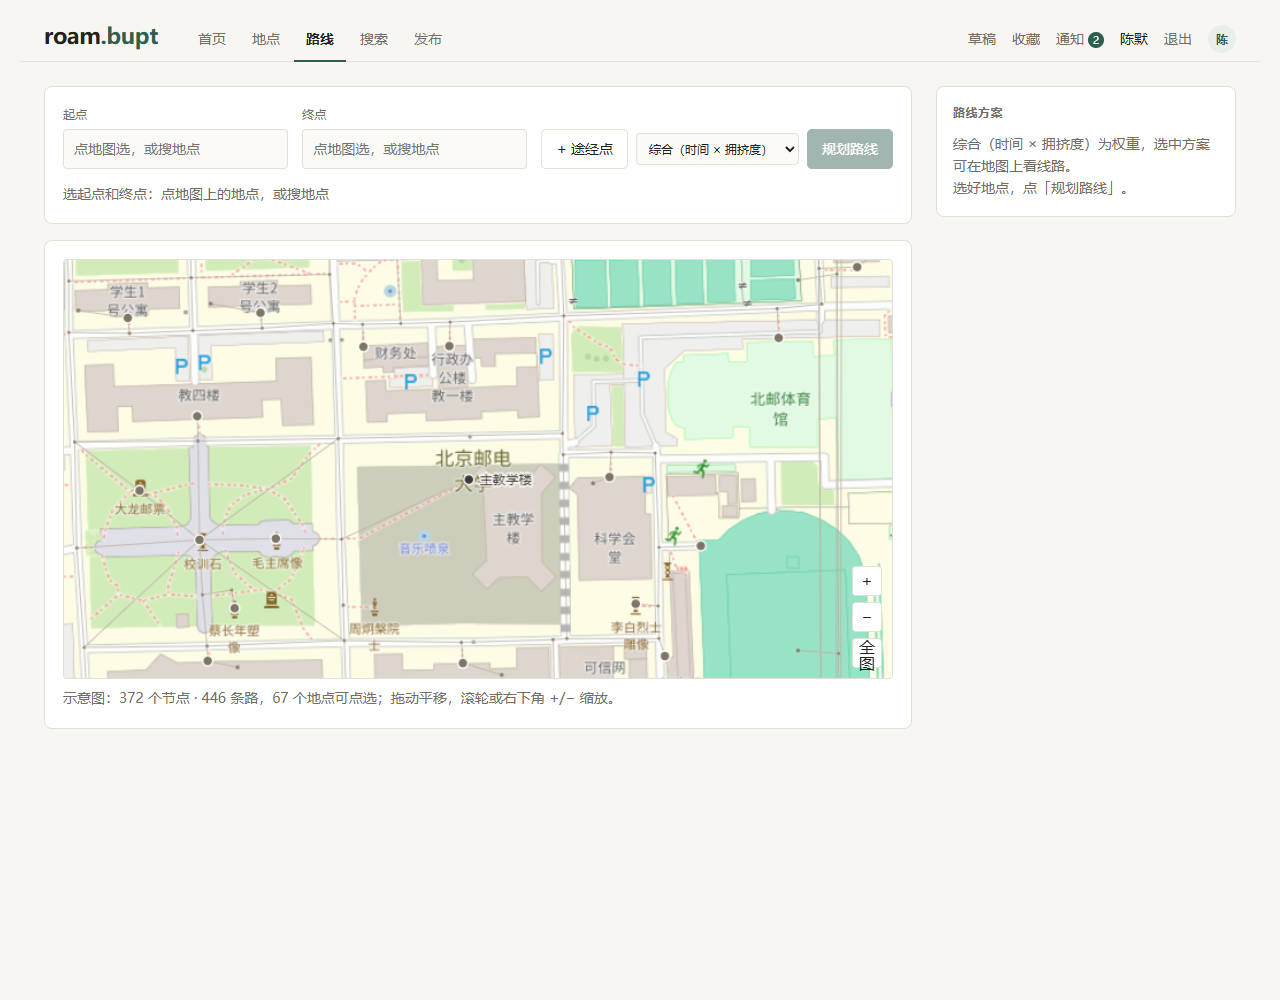 roam.bupt
首页 地点 路线 搜索 发布
草稿 收藏 通知 2 陈默 退出 陈
起点
终点
点地图选，或搜地点
点地图选，或搜地点
+ 途经点
综合（时间 × 拥挤度）
规划路线
选起点和终点：点地图上的地点，或搜地点
路线方案
综合（时间 × 拥挤度）为权重，选中方案
可在地图上看线路。
选好地点，点「规划路线」。
学生1
号公寓
学生2
号公寓
财务处
行政办
公楼
教一楼
P
P
P
P
P
P
P
教四楼
北邮体育
馆
北京邮电
大学
主教学楼
主教学
楼
音乐喷泉
科学会
堂
大龙邮票
校训石
毛主席像
蔡长年塑
像
周炯槃院
士
李白烈士
雕像
可信网
+
−
全
图
示意图：372 个节点 · 446 条路，67 个地点可点选；拖动平移，滚轮或右下角 +/− 缩放。